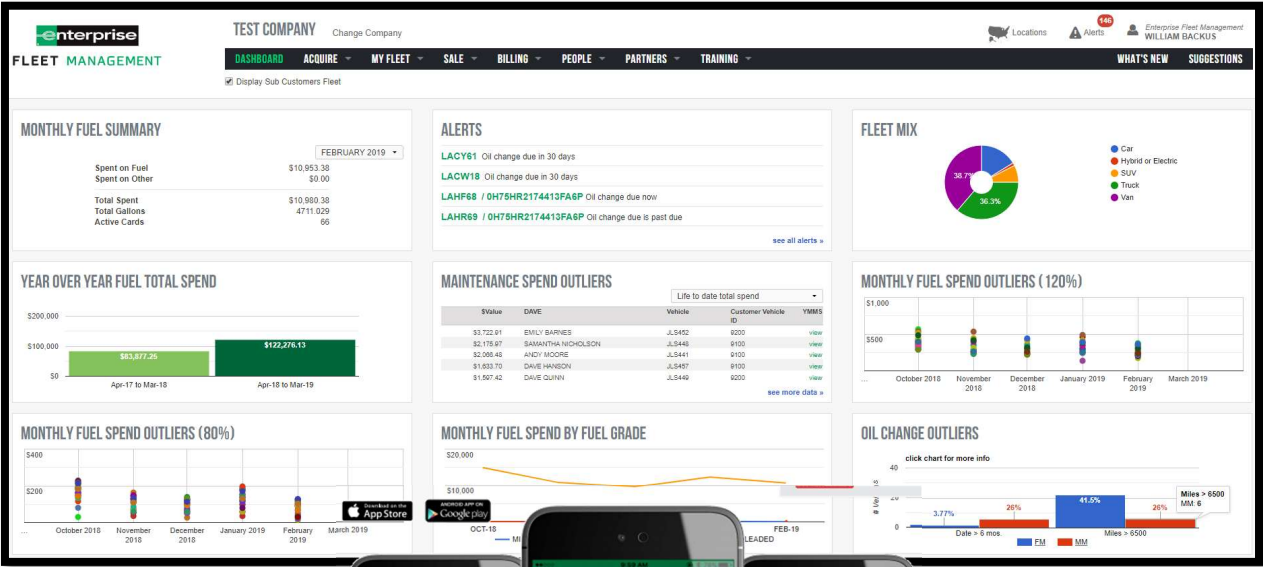 enterprise
FLEET MANAGEMENT
TEST COMPANY Change Company
Locations
146
Alerts
Enterprise Fleet Management
WILLIAM BACKUS
DASHBOARD ACQUIRE MY FLEET SALE BILLING PEOPLE PARTNERS TRAINING WHAT'S NEW SUGGESTIONS
Display Sub Customers Fleet
MONTHLY FUEL SUMMARY
FEBRUARY 2019
Spent on Fuel $10,953.38
Spent on Other $0.00
Total Spent $10,980.38
Total Gallons 4711.029
Active Cards 66
ALERTS
LACY61 Oil change due in 30 days
LACW18 Oil change due in 30 days
LAHF68 / 0H75HR2174413FA6P Oil change due now
LAHR69 / 0H75HR2174413FA6P Oil change due is past due
see all alerts »
FLEET MIX
38.7%
36.3%
Car
Hybrid or Electric
SUV
Truck
Van
YEAR OVER YEAR FUEL TOTAL SPEND
$200,000
$100,000
$0
$83,877.25
$122,276.13
Apr-17 to Mar-18 Apr-18 to Mar-19
MAINTENANCE SPEND OUTLIERS
Life to date total spend
$Value DAVE Vehicle Customer Vehicle ID YMMS
$3,722.91 EMILY BARNES JLS452 9200 view
$2,175.97 SAMANTHA NICHOLSON JLS448 9100 view
$2,068.48 ANDY MOORE JLS441 9100 view
$1,633.70 DAVE HANSON JLS457 9100 view
$1,597.42 DAVE QUINN JLS449 9200 view
see more data »
MONTHLY FUEL SPEND OUTLIERS (120%)
$1,000
$500
... October 2018 November 2018 December 2018 January 2019 February 2019 March 2019
MONTHLY FUEL SPEND OUTLIERS (80%)
$400
$200
... October 2018 November 2018 December 2018 January 2019 February 2019 March 2019
Download on the
App Store
MONTHLY FUEL SPEND BY FUEL GRADE
$20,000
$10,000
ANDROID APP ON
Google play
OCT-18 FEB-19
MI
LEADED
9:59 AM
OIL CHANGE OUTLIERS
click chart for more info
40
20
0
3.77%
26%
41.5%
26%
Miles > 6500
MM: 6
Date > 6 mos. Miles > 6500
FM MM